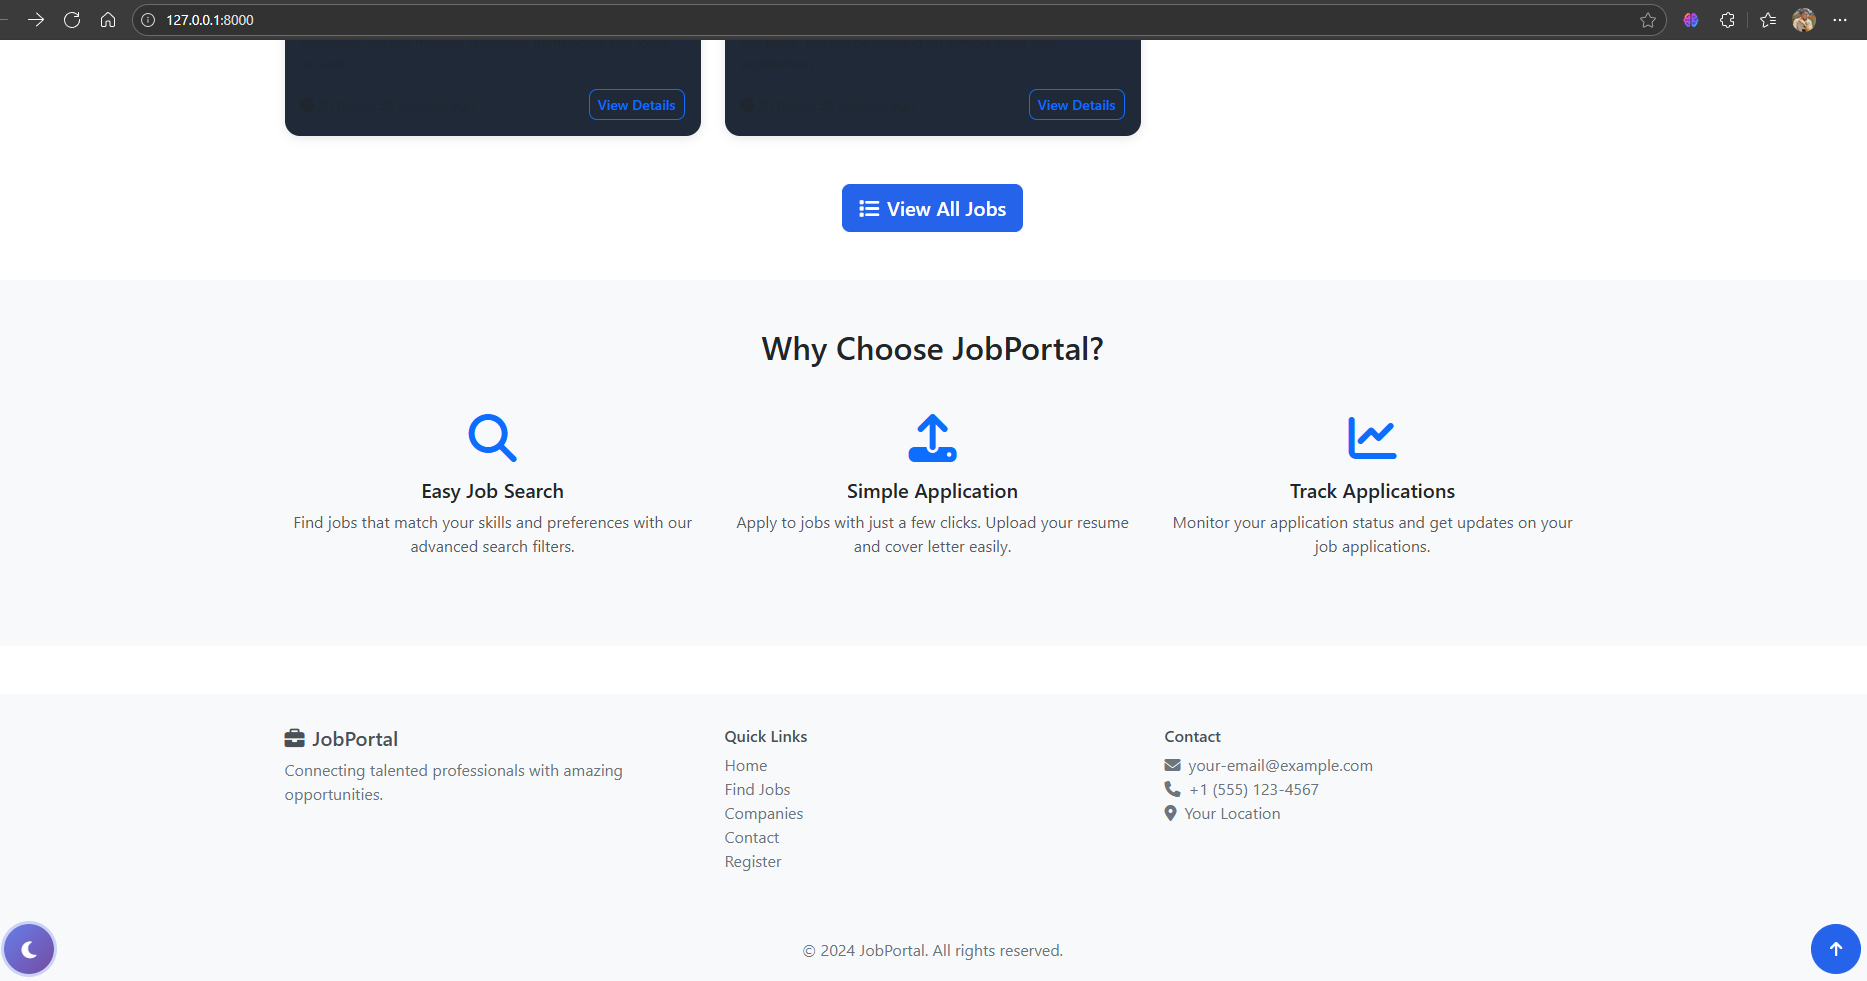 127.0.0.1:8000
View Details
View Details
View All Jobs
Why Choose JobPortal?
Easy Job Search
Find jobs that match your skills and preferences with our
advanced search filters.
Simple Application
Apply to jobs with just a few clicks. Upload your resume
and cover letter easily.
Track Applications
Monitor your application status and get updates on your
job applications.
JobPortal
Connecting talented professionals with amazing
opportunities.
Quick Links
Home
Find Jobs
Companies
Contact
Register
Contact
your-email@example.com
+1 (555) 123-4567
Your Location
© 2024 JobPortal. All rights reserved.